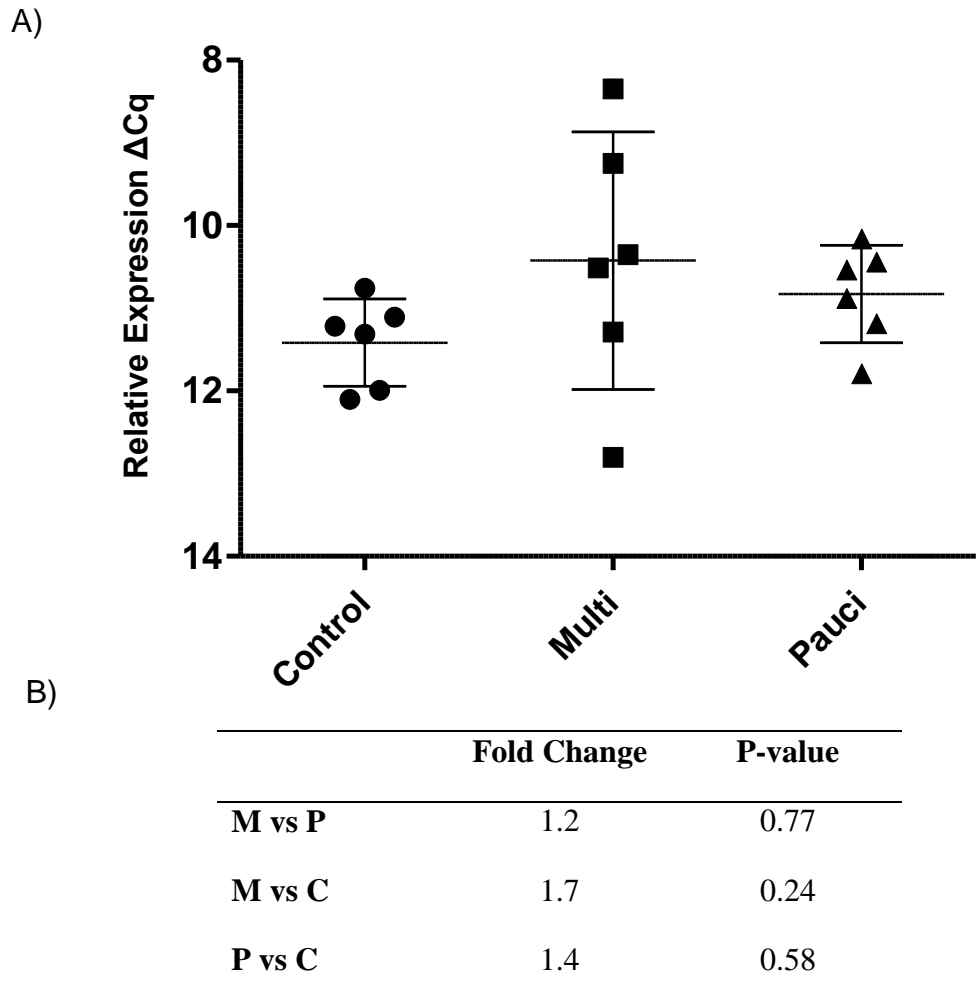 A)
Relative Expression ΔCq
8
10
12
14
Control
Multi
Pauci
B)
Fold Change P-value
M vs P 1.2 0.77
M vs C 1.7 0.24
P vs C 1.4 0.58